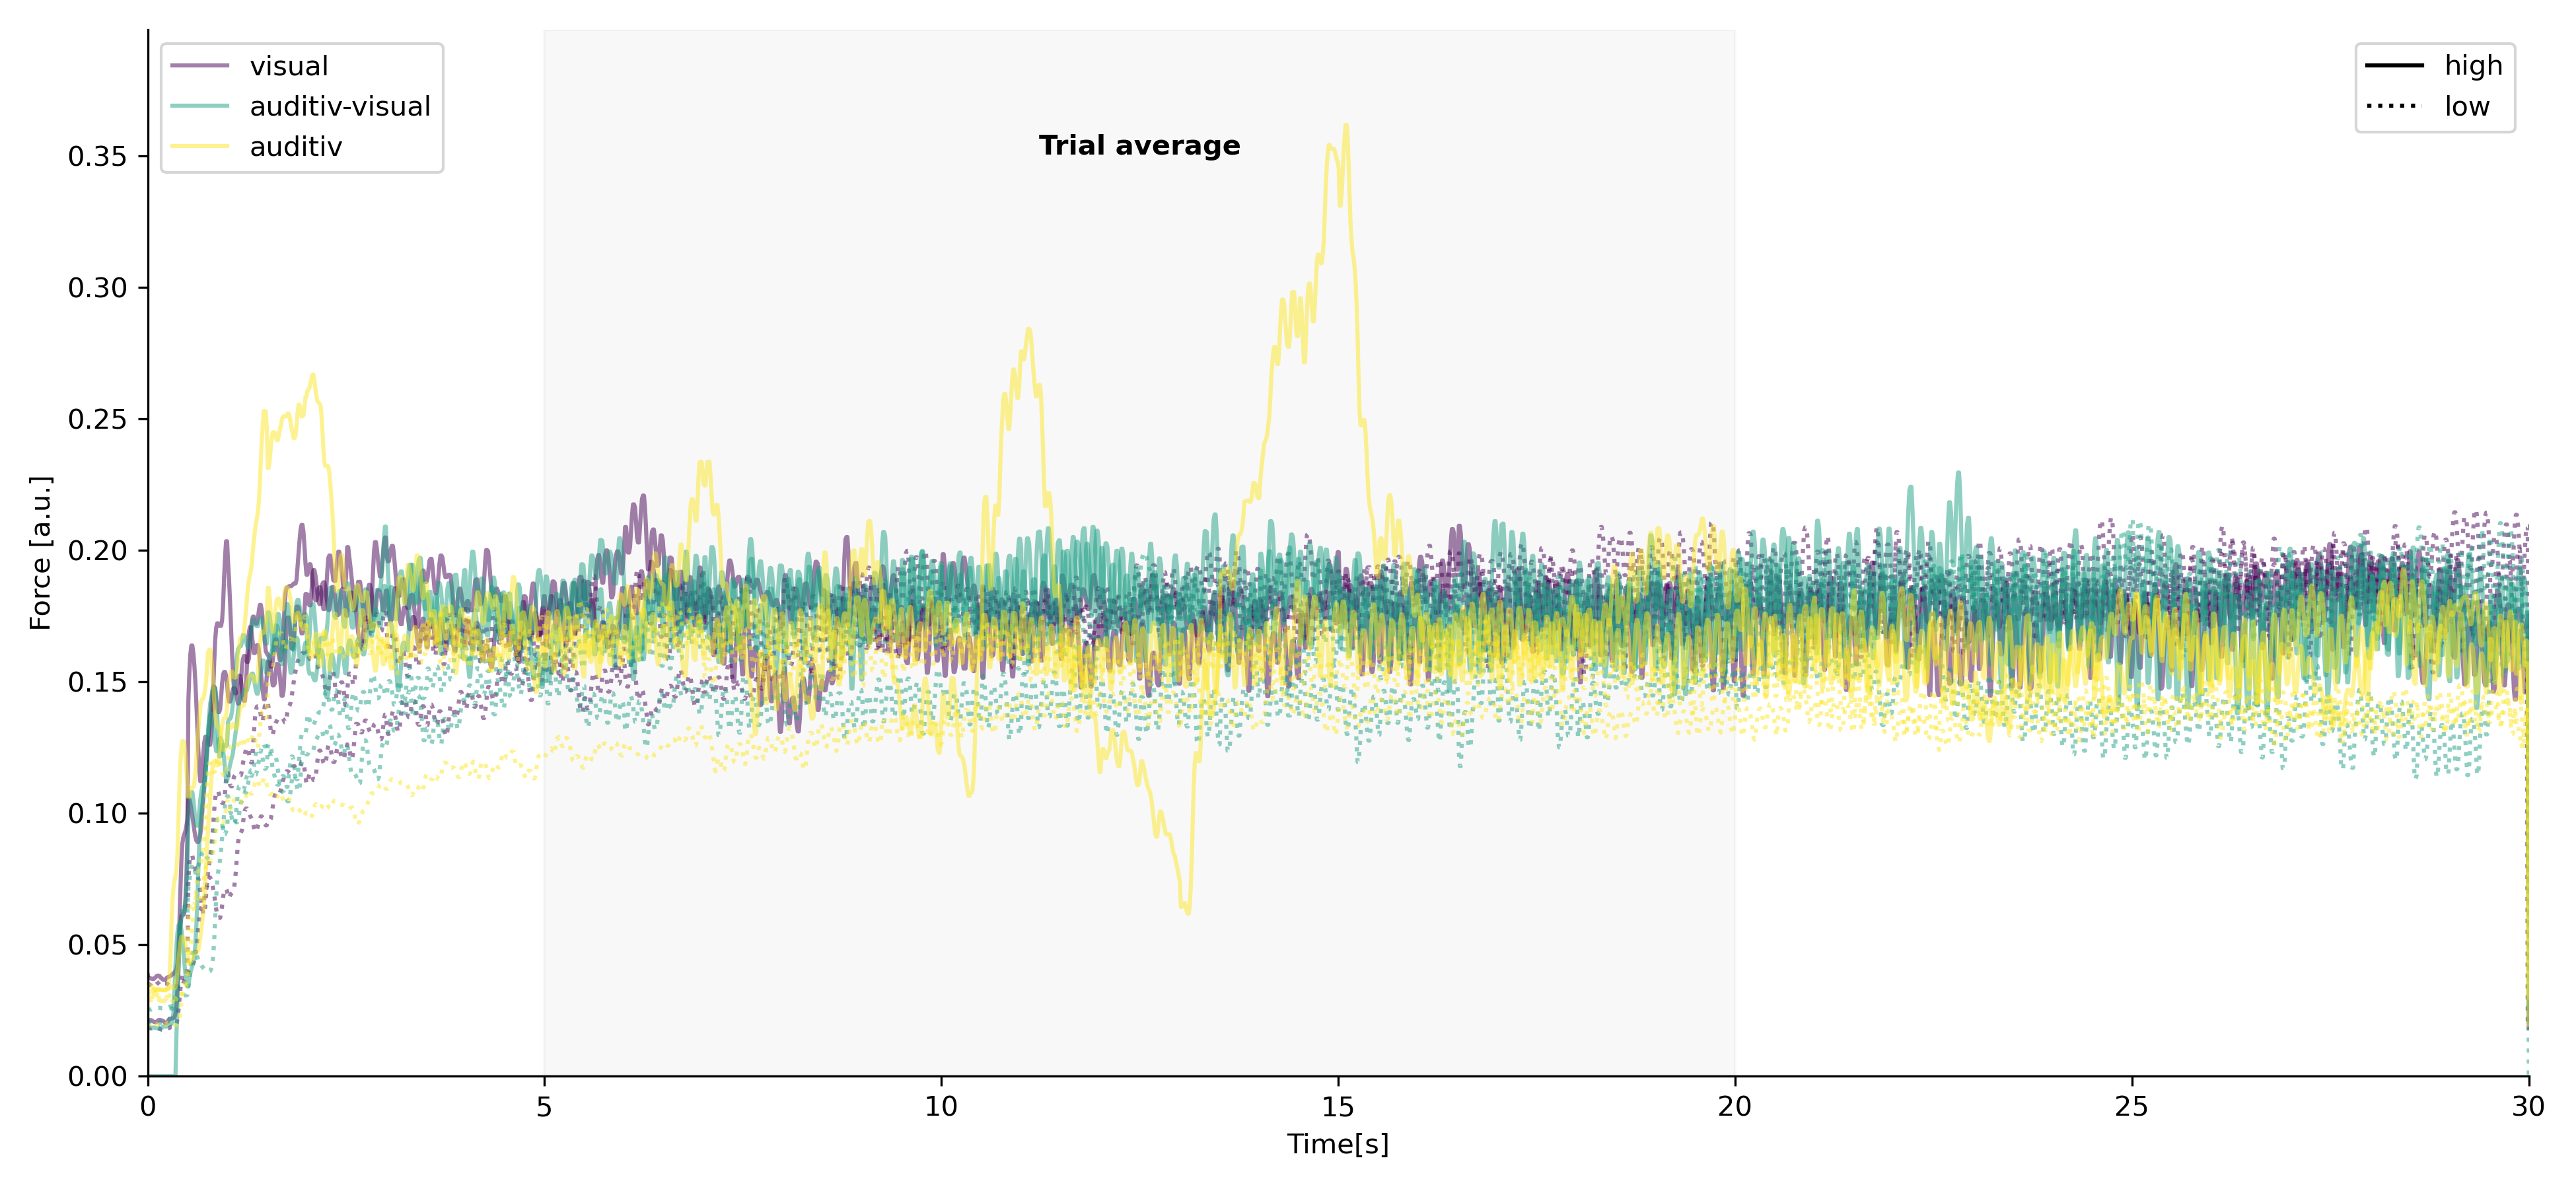 visual
auditiv-visual
auditiv
high
low
Trial average
Force [a.u.]
0.35
0.30
0.25
0.20
0.15
0.10
0.05
0.00
0 5 10 15 20 25 30
Time[s]